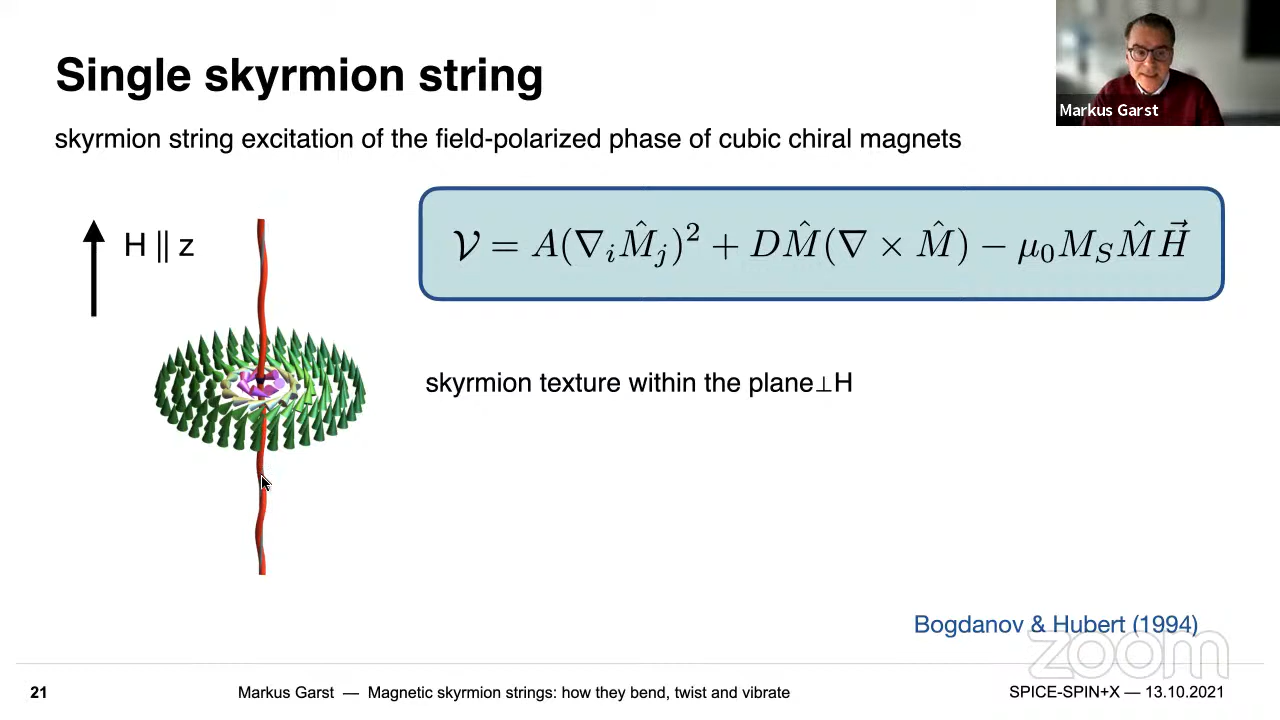 Single skyrmion string
Markus Garst
skyrmion string excitation of the field-polarized phase of cubic chiral magnets
H ∥ z
𝒱 = A(∇ᵢM̂ⱼ)² + DM̂(∇ × M̂) − μ₀M_S M̂H⃗
skyrmion texture within the plane⊥H
Bogdanov & Hubert (1994)
zoom
21
Markus Garst — Magnetic skyrmion strings: how they bend, twist and vibrate
SPICE-SPIN+X — 13.10.2021